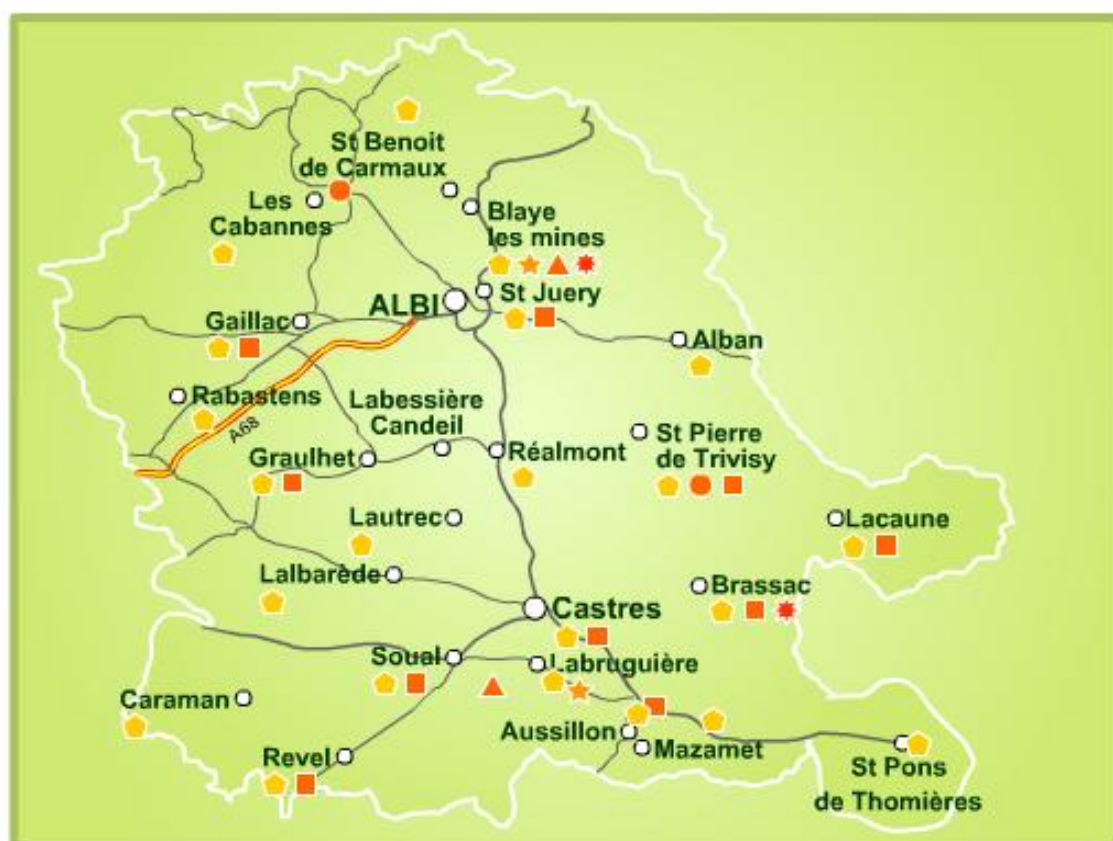 St Benoit
de Carmaux
Les
Cabannes
Blaye
les mines
ALBI
St Juery
Gaillac
Alban
Rabastens
A68
Labessière
Candeil
St Pierre
de Trivisy
Graulhet
Réalmont
Lautrec
Lacaune
Lalbarède
Brassac
Castres
Soual
Labruguière
Caraman
Aussillon
Mazamet
Revel
St Pons
de Thomières